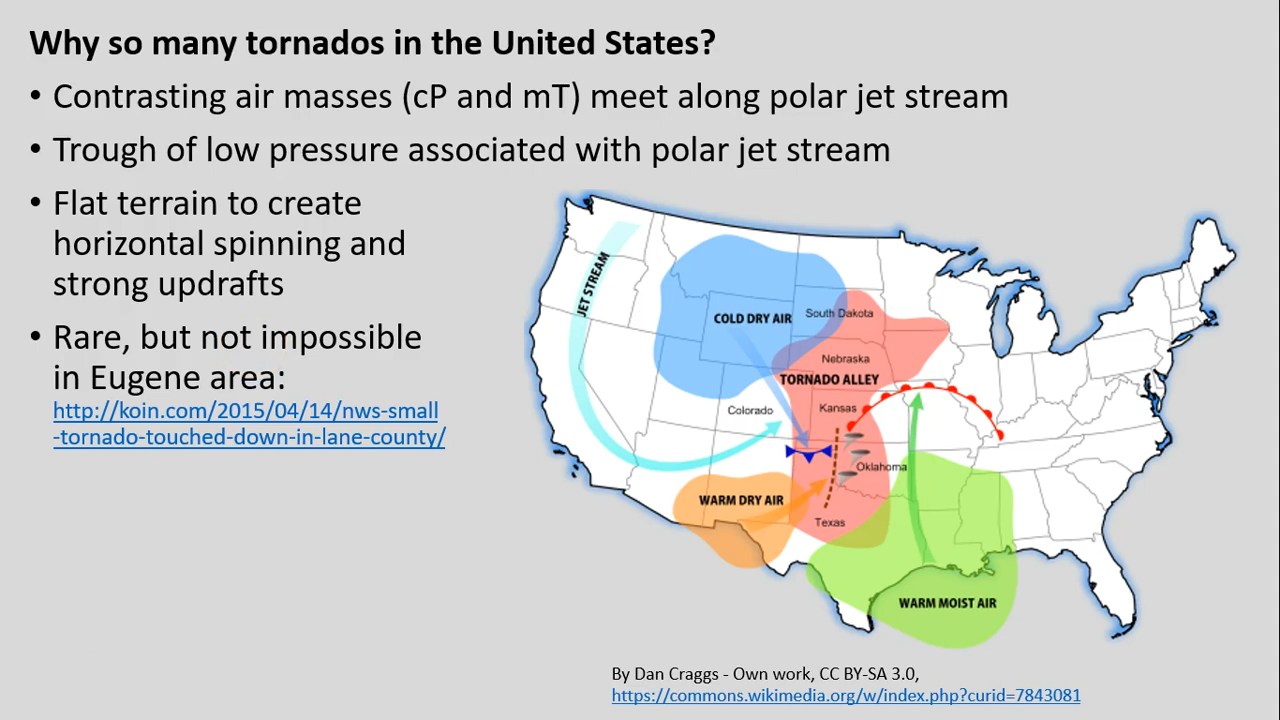 Why so many tornados in the United States?
• Contrasting air masses (cP and mT) meet along polar jet stream
• Trough of low pressure associated with polar jet stream
• Flat terrain to create
horizontal spinning and
strong updrafts
• Rare, but not impossible
in Eugene area:
http://koin.com/2015/04/14/nws-small
-tornado-touched-down-in-lane-county/
JET STREAM
COLD DRY AIR
South Dakota
Nebraska
TORNADO ALLEY
Colorado
Kansas
Oklahoma
WARM DRY AIR
Texas
WARM MOIST AIR
By Dan Craggs - Own work, CC BY-SA 3.0,
https://commons.wikimedia.org/w/index.php?curid=7843081